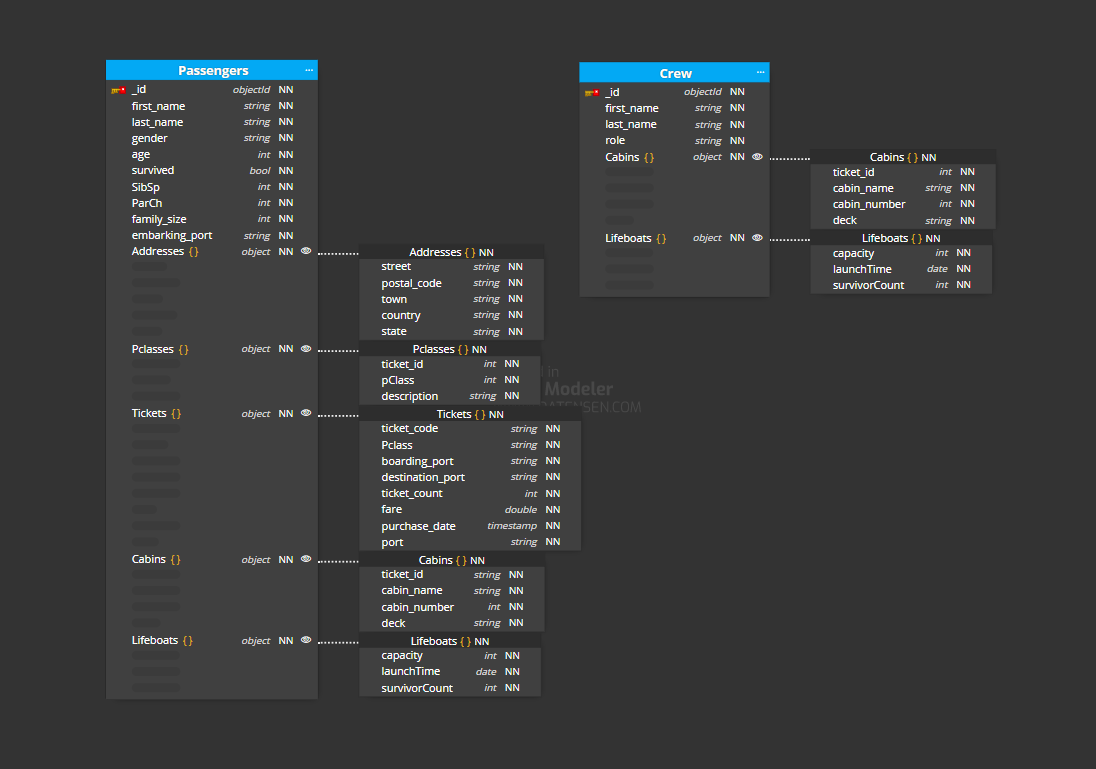 Passengers ...
_id objectId NN
first_name string NN
last_name string NN
gender string NN
age int NN
survived bool NN
SibSp int NN
ParCh int NN
family_size int NN
embarking_port string NN
Addresses {} object NN
Pclasses {} object NN
Tickets {} object NN
Cabins {} object NN
Lifeboats {} object NN
Addresses { } NN
street string NN
postal_code string NN
town string NN
country string NN
state string NN
Pclasses { } NN
ticket_id int NN
pClass int NN
description string NN
Tickets { } NN
ticket_code string NN
Pclass string NN
boarding_port string NN
destination_port string NN
ticket_count int NN
fare double NN
purchase_date timestamp NN
port string NN
Cabins { } NN
ticket_id string NN
cabin_name string NN
cabin_number int NN
deck string NN
Lifeboats { } NN
capacity int NN
launchTime date NN
survivorCount int NN
in
Modeler
Crew ...
_id objectId NN
first_name string NN
last_name string NN
role string NN
Cabins {} object NN
Lifeboats {} object NN
Cabins { } NN
ticket_id int NN
cabin_name string NN
cabin_number int NN
deck string NN
Lifeboats { } NN
capacity int NN
launchTime date NN
survivorCount int NN